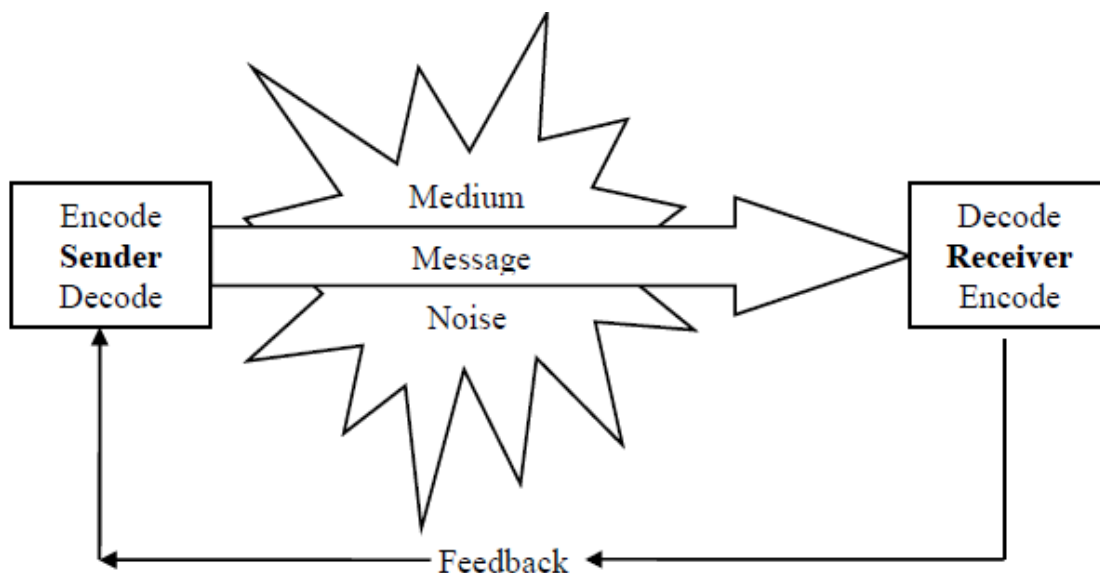 Encode
Sender
Decode
Medium
Message
Noise
Decode
Receiver
Encode
Feedback